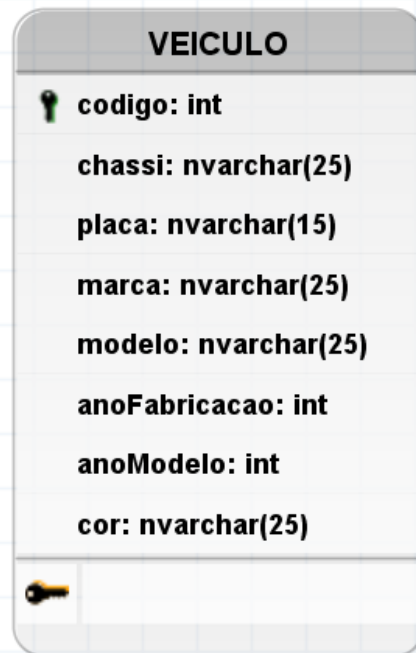 VEICULO
codigo: int
chassi: nvarchar(25)
placa: nvarchar(15)
marca: nvarchar(25)
modelo: nvarchar(25)
anoFabricacao: int
anoModelo: int
cor: nvarchar(25)